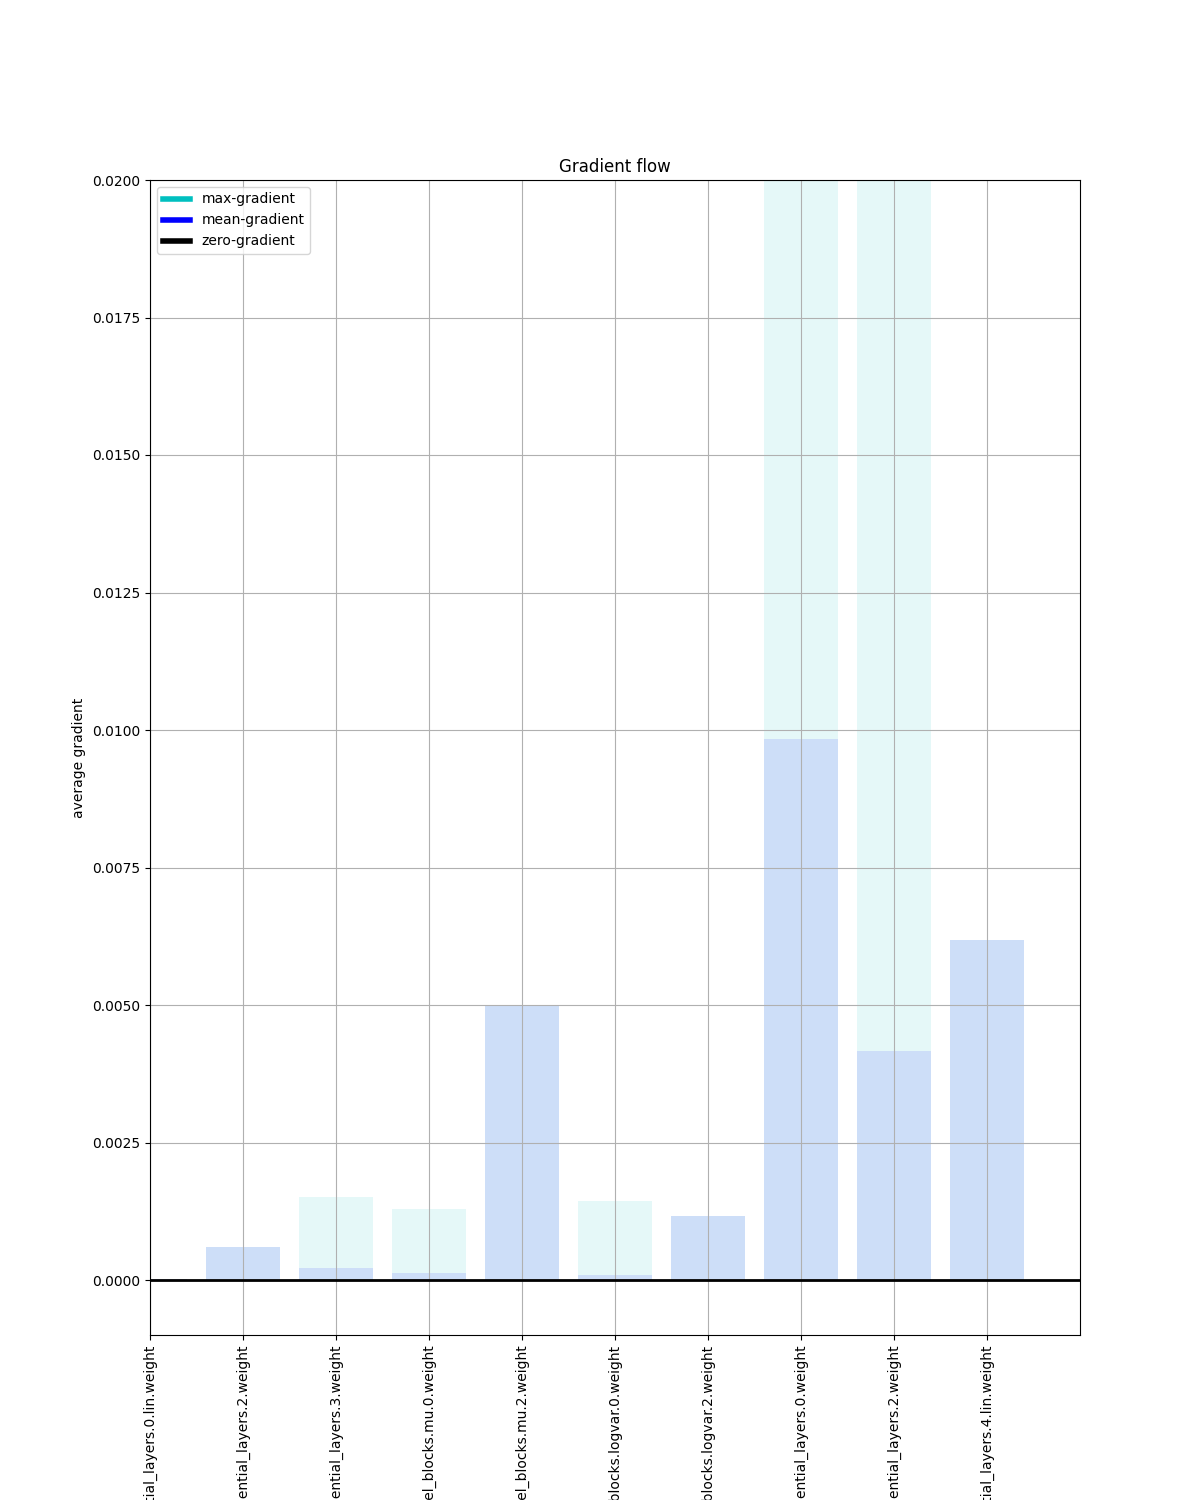 Gradient flow
max-gradient
mean-gradient
zero-gradient
0.0200
0.0175
0.0150
0.0125
0.0100
0.0075
0.0050
0.0025
0.0000
average gradient
tial_layers.0.lin.weight
ential_layers.2.weight
ential_layers.3.weight
el_blocks.mu.0.weight
el_blocks.mu.2.weight
blocks.logvar.0.weight
blocks.logvar.2.weight
ential_layers.0.weight
ential_layers.2.weight
tial_layers.4.lin.weight